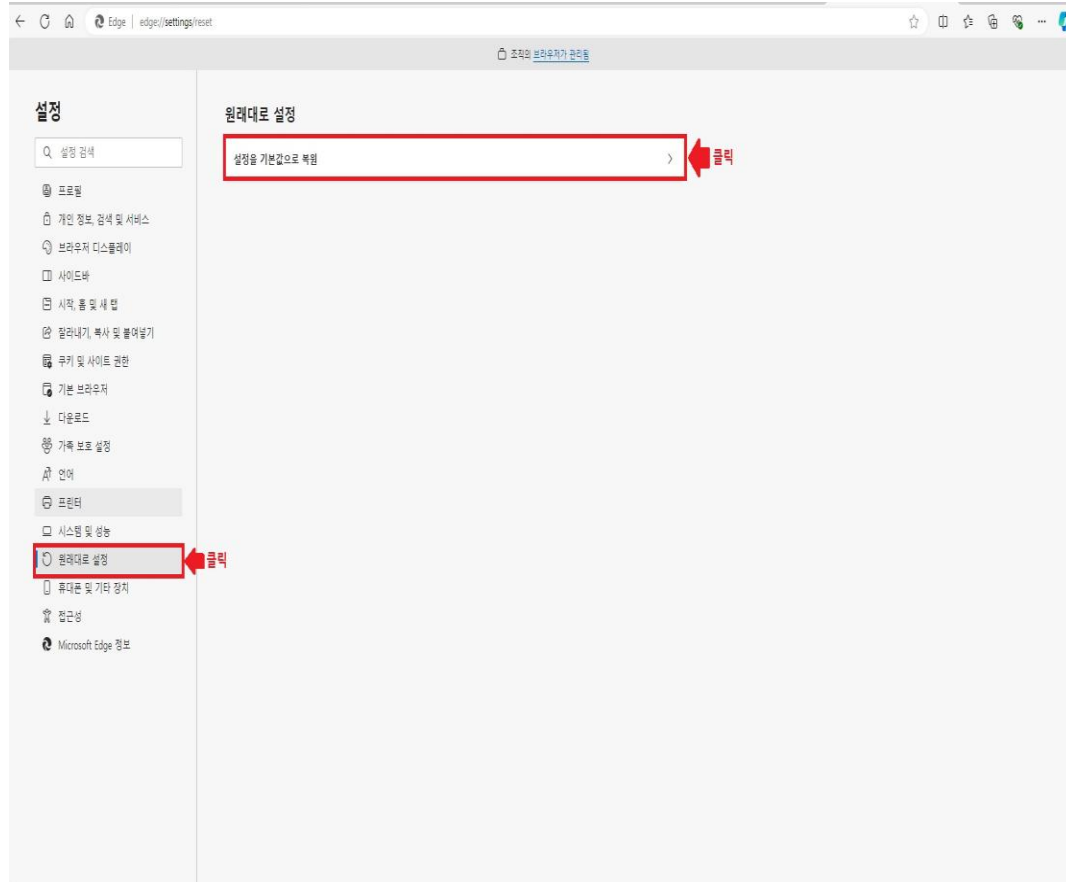 Edge | edge://settings/reset
조직의 브라우저가 관리됨
설정
설정 검색
프로필
개인 정보, 검색 및 서비스
브라우저 디스플레이
사이드바
시작, 홈 및 새 탭
잘라내기, 복사 및 붙여넣기
쿠키 및 사이트 권한
기본 브라우저
다운로드
가족 보호 설정
언어
프린터
시스템 및 성능
원래대로 설정 클릭
휴대폰 및 기타 장치
접근성
Microsoft Edge 정보
원래대로 설정
설정을 기본값으로 복원 클릭